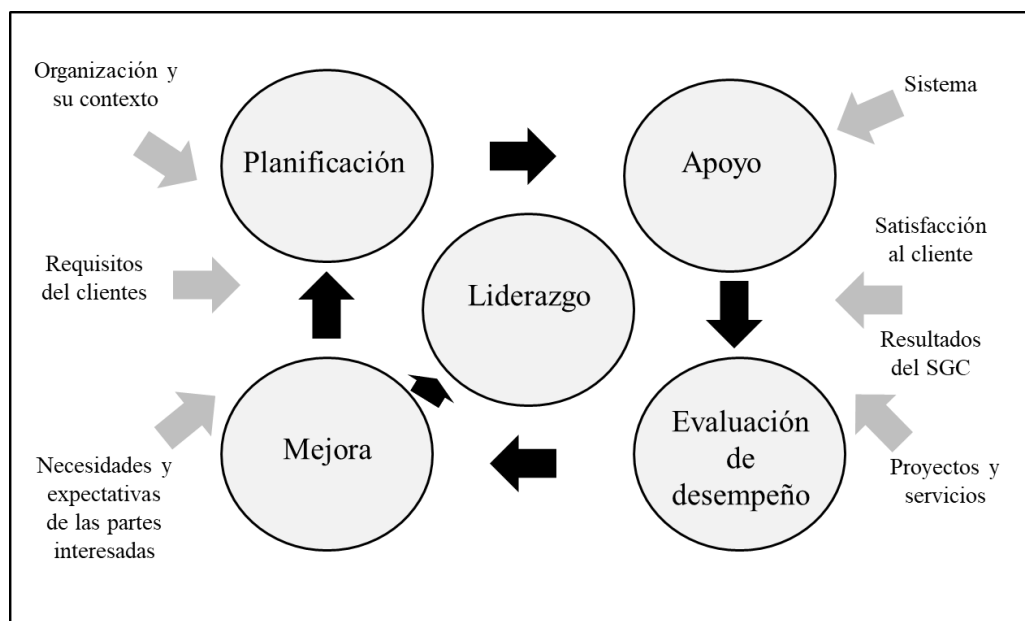 Organización y
su contexto
Planificación
Apoyo
Sistema
Requisitos
del clientes
Liderazgo
Satisfacción
al cliente
Resultados
del SGC
Necesidades y
expectativas
de las partes
interesadas
Mejora
Evaluación
de
desempeño
Proyectos y
servicios